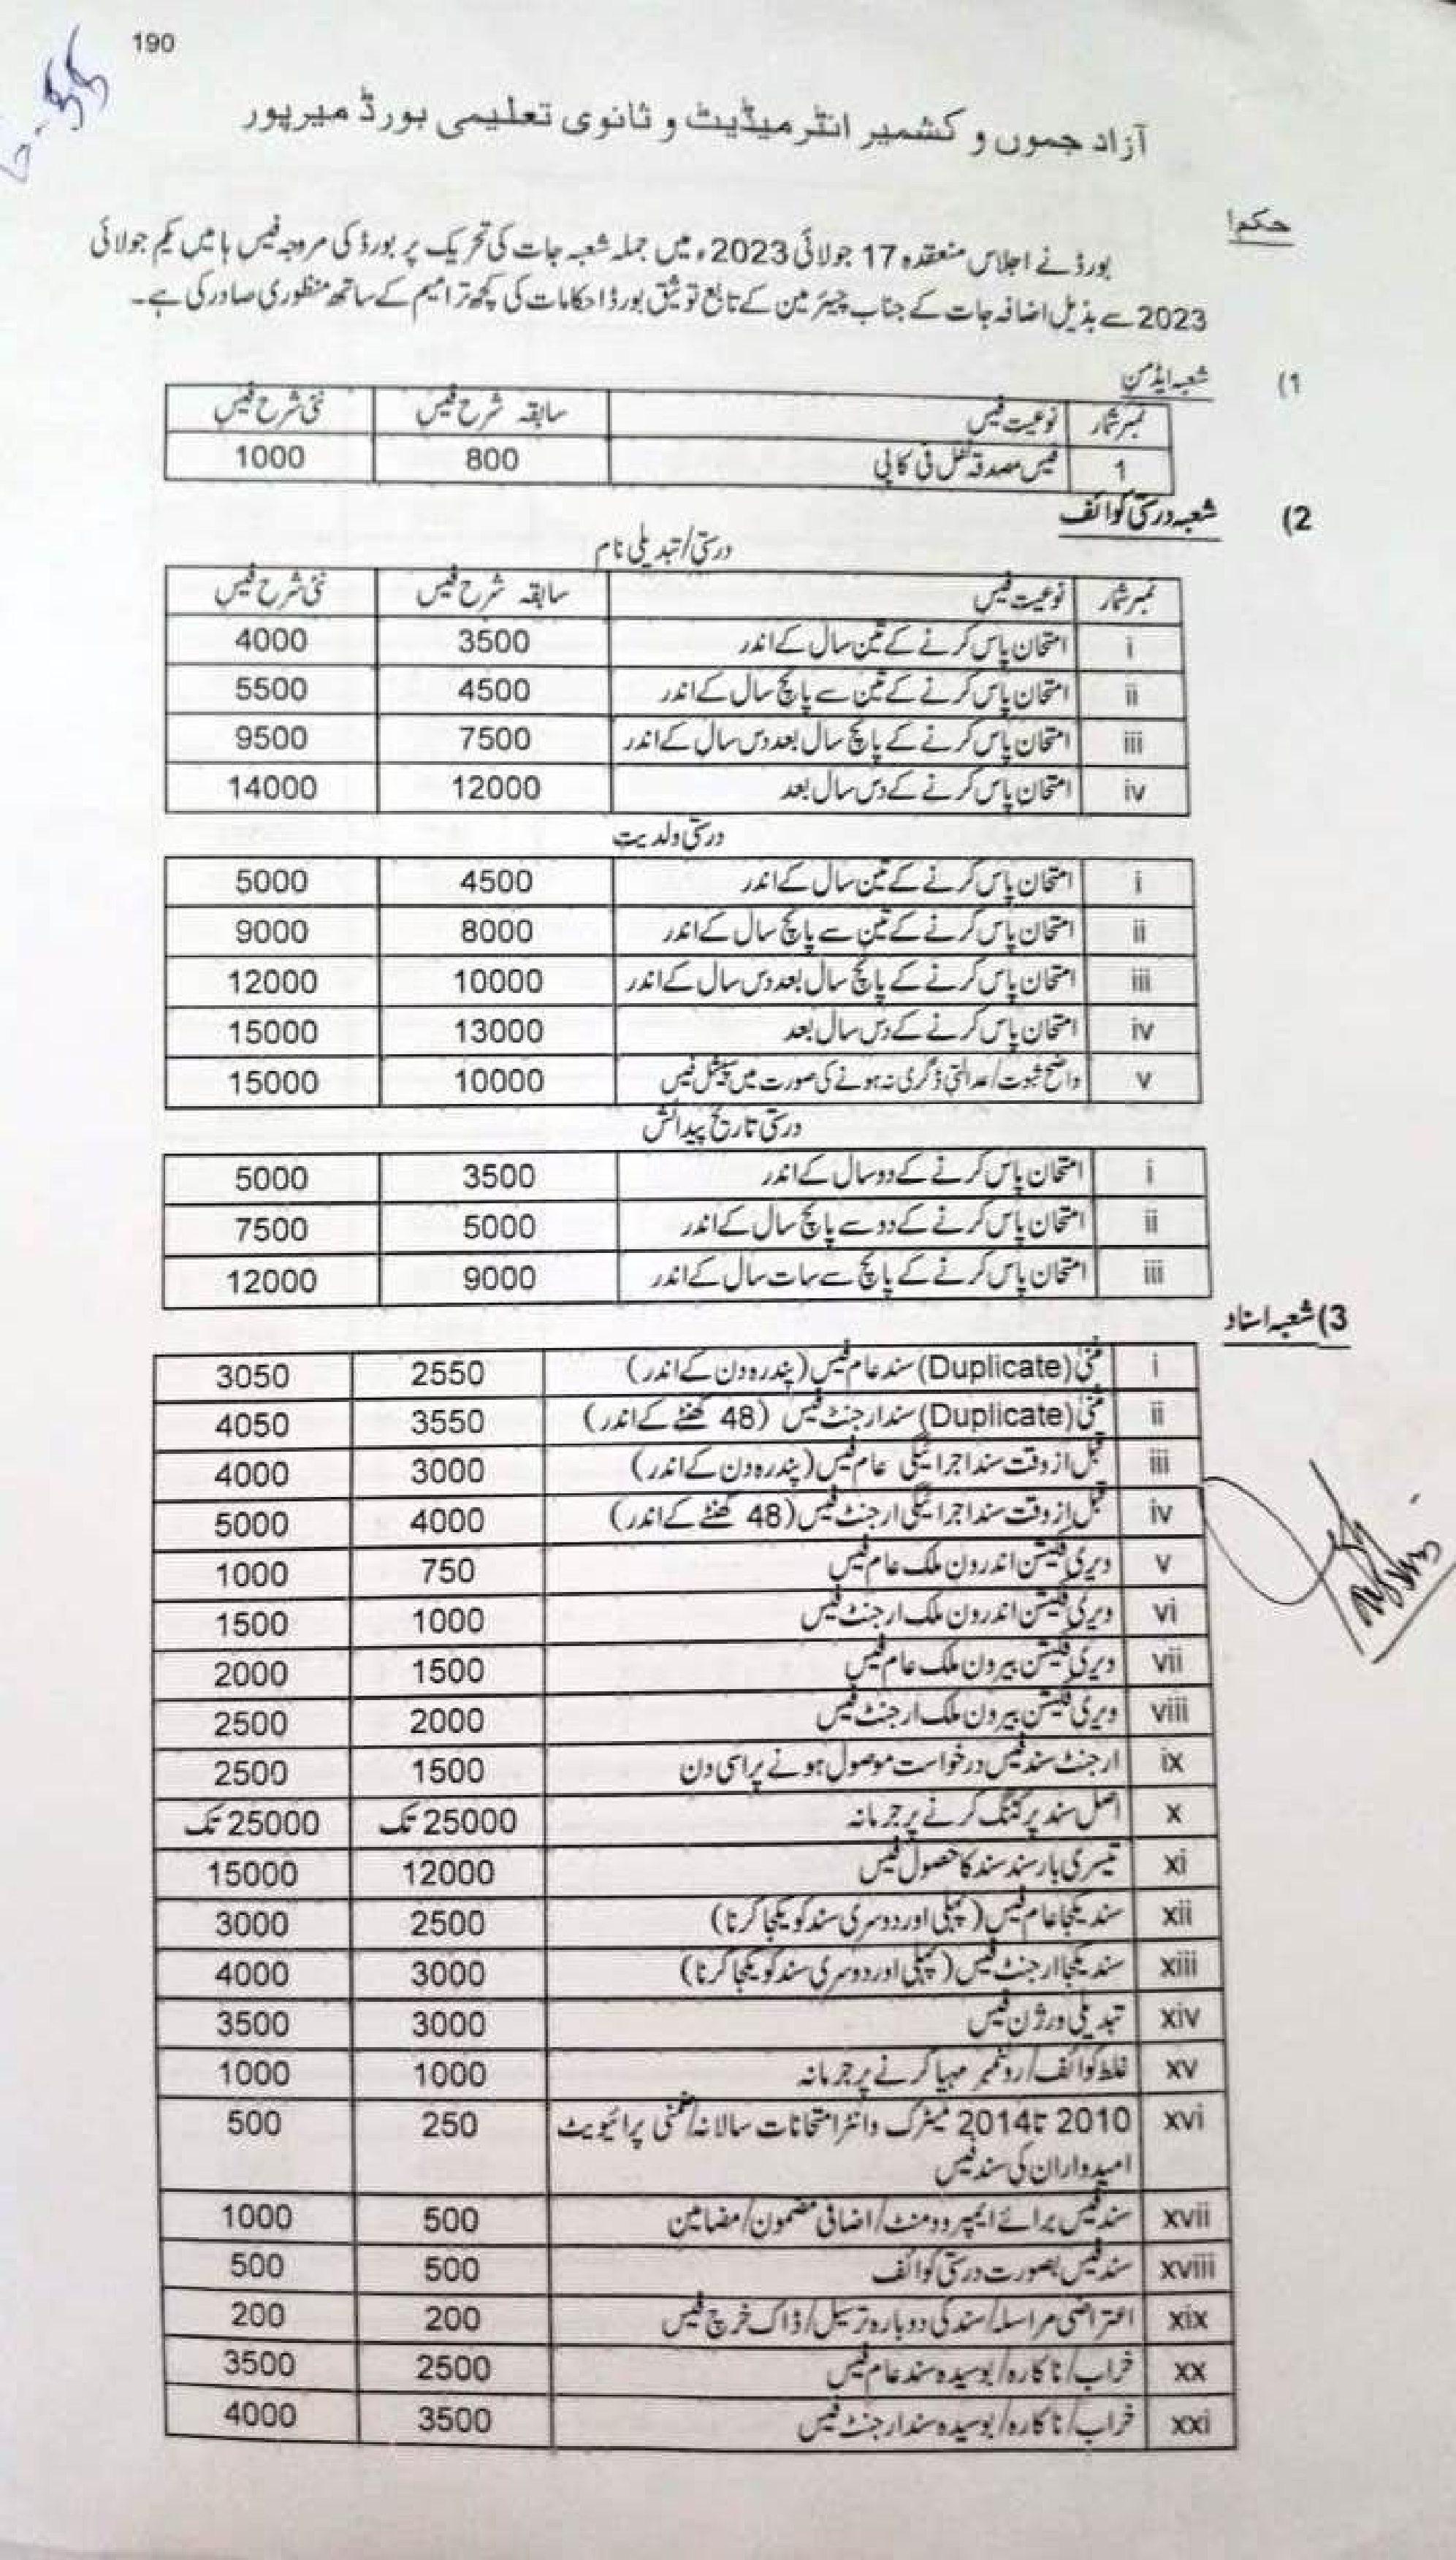 190
آزاد جموں و کشمیر انٹرمیڈیٹ و ثانوی تعلیمی بورڈ میرپور
حکم!
بورڈ نے اجلاس منعقدہ 17 جولائی 2023ء میں جملہ شعبہ جات کی تحریک پر بورڈ کی مروجہ فیس ہا میں یکم جولائی
2023 سے بذیل اضافہ جات کے جناب چیئرمین کے تابع توثیق بورڈ احکامات کی کچھ ترامیم کے ساتھ منظوری صادر کی ہے۔
1) شعبہ ایڈمن
نمبر شمار نوعیت فیس سابقہ شرح فیس نئی شرح فیس
1 فیس مصدقہ نقل فی کاپی 800 1000
2) شعبہ درستی کوائف
درستی/تبدیلی نام
نمبر شمار نوعیت فیس سابقہ شرح فیس نئی شرح فیس
i امتحان پاس کرنے کے تین سال کے اندر 3500 4000
ii امتحان پاس کرنے کے تین سے پانچ سال کے اندر 4500 5500
iii امتحان پاس کرنے کے پانچ سال بعد دس سال کے اندر 7500 9500
iv امتحان پاس کرنے کے دس سال بعد 12000 14000
درستی ولدیت
i امتحان پاس کرنے کے تین سال کے اندر 4500 5000
ii امتحان پاس کرنے کے تین سے پانچ سال کے اندر 8000 9000
iii امتحان پاس کرنے کے پانچ سال بعد دس سال کے اندر 10000 12000
iv امتحان پاس کرنے کے دس سال بعد 13000 15000
v واضح ثبوت/عدالتی ڈگری نہ ہونے کی صورت میں سپیشل فیس 10000 15000
درستی تاریخ پیدائش
i امتحان پاس کرنے کے دو سال کے اندر 3500 5000
ii امتحان پاس کرنے کے دو سے پانچ سال کے اندر 5000 7500
iii امتحان پاس کرنے کے پانچ سے سات سال کے اندر 9000 12000
3) شعبہ اسناد
i مثنیٰ (Duplicate) سند عام فیس (پندرہ دن کے اندر) 2550 3050
ii مثنیٰ (Duplicate) سند ارجنٹ فیس (48 گھنٹے کے اندر) 3550 4050
iii قبل از وقت سند اجرائیگی عام فیس (پندرہ دن کے اندر) 3000 4000
iv قبل از وقت سند اجرائیگی ارجنٹ فیس (48 گھنٹے کے اندر) 4000 5000
v ویری فکیشن اندرون ملک عام فیس 750 1000
vi ویری فکیشن اندرون ملک ارجنٹ فیس 1000 1500
vii ویری فکیشن بیرون ملک عام فیس 1500 2000
viii ویری فکیشن بیرون ملک ارجنٹ فیس 2000 2500
ix ارجنٹ سند فیس درخواست موصول ہونے پر اسی دن 1500 2500
x اصل سند پر کٹنگ کرنے پر جرمانہ 25000 تک 25000 تک
xi تیسری بار سند سند کا حصول فیس 12000 15000
xii سند یکجا عام فیس (پہلی اور دوسری سند کو یکجا کرنا) 2500 3000
xiii سند یکجا ارجنٹ فیس (پہلی اور دوسری سند کو یکجا کرنا) 3000 4000
xiv تبدیلی ورژن فیس 3000 3500
xv غلط کوائف/رولنمبر مہیا کرنے پر جرمانہ 1000 1000
xvi 2010 تا 2014 میٹرک و انٹر امتحانات سالانہ/ضمنی پرائیویٹ 250 500
امیدواران کی سند فیس
xvii سند فیس برائے ایمپرومنٹ/اضافی مضمون/مضامین 500 1000
xviii سند فیس بصورت درستی کوائف 500 500
xix اعتراضی مراسلہ/سند کی دوبارہ ترسیل/ڈاک خرچ فیس 200 200
xx خراب/ناکارہ/بوسیدہ سند عام فیس 2500 3500
xxi خراب/ناکارہ/بوسیدہ سند ارجنٹ فیس 3500 4000